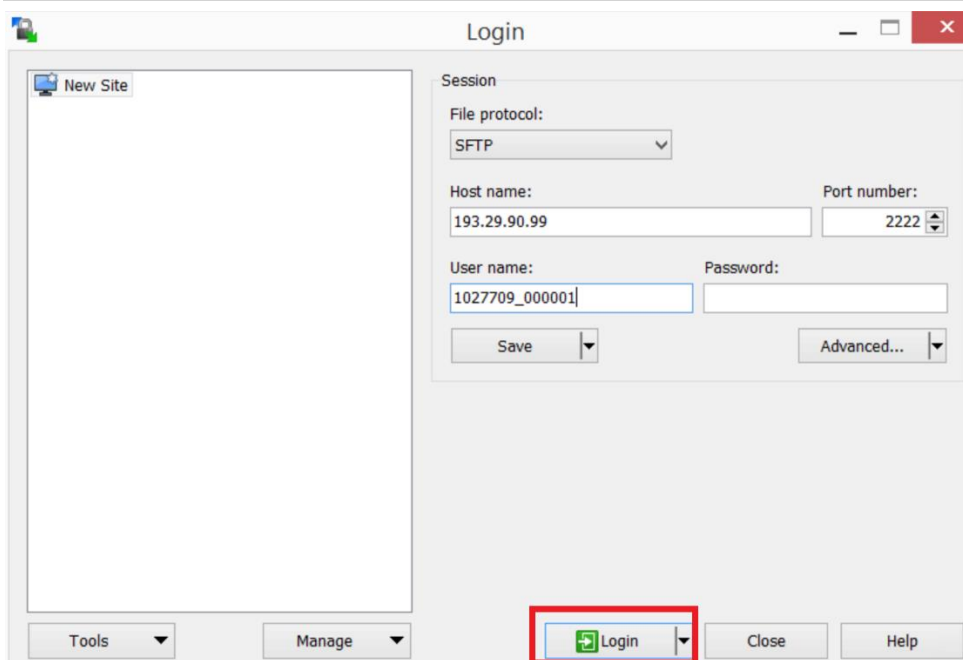 Login
New Site
Session
File protocol:
SFTP
Host name:
Port number:
193.29.90.99
2222
User name:
Password:
1027709_000001
Save
Advanced...
Tools
Manage
Login
Close
Help